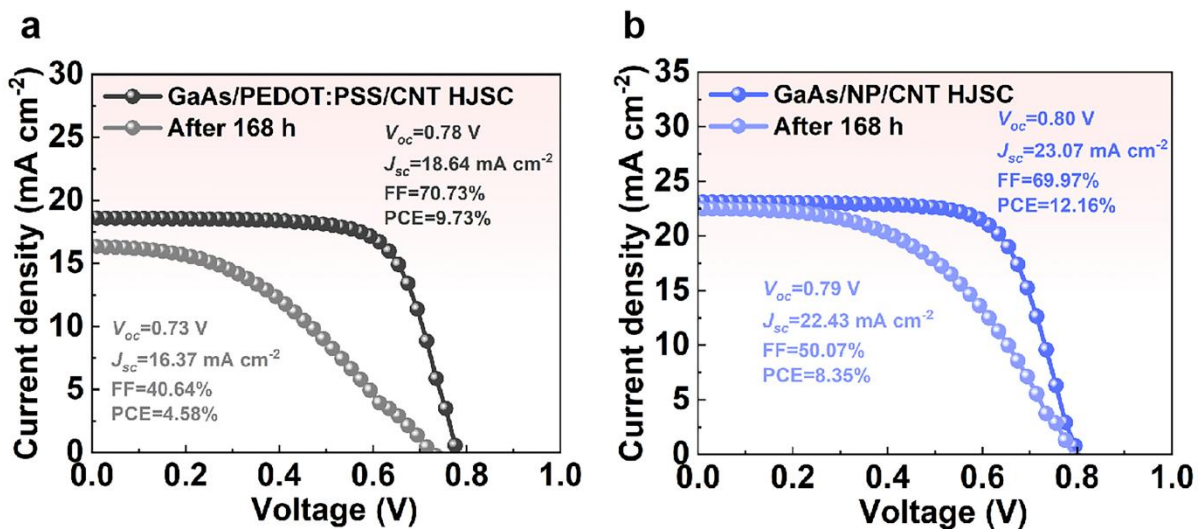 a
30
25
20
15
10
5
0
Current density (mA cm⁻²)
GaAs/PEDOT:PSS/CNT HJSC
After 168 h
Voc=0.78 V
Jsc=18.64 mA cm⁻²
FF=70.73%
PCE=9.73%
Voc=0.73 V
Jsc=16.37 mA cm⁻²
FF=40.64%
PCE=4.58%
0.0 0.2 0.4 0.6 0.8 1.0
Voltage (V)
b
35
30
25
20
15
10
5
0
Current density (mA cm⁻²)
GaAs/NP/CNT HJSC
After 168 h
Voc=0.80 V
Jsc=23.07 mA cm⁻²
FF=69.97%
PCE=12.16%
Voc=0.79 V
Jsc=22.43 mA cm⁻²
FF=50.07%
PCE=8.35%
0.0 0.2 0.4 0.6 0.8 1.0
Voltage (V)